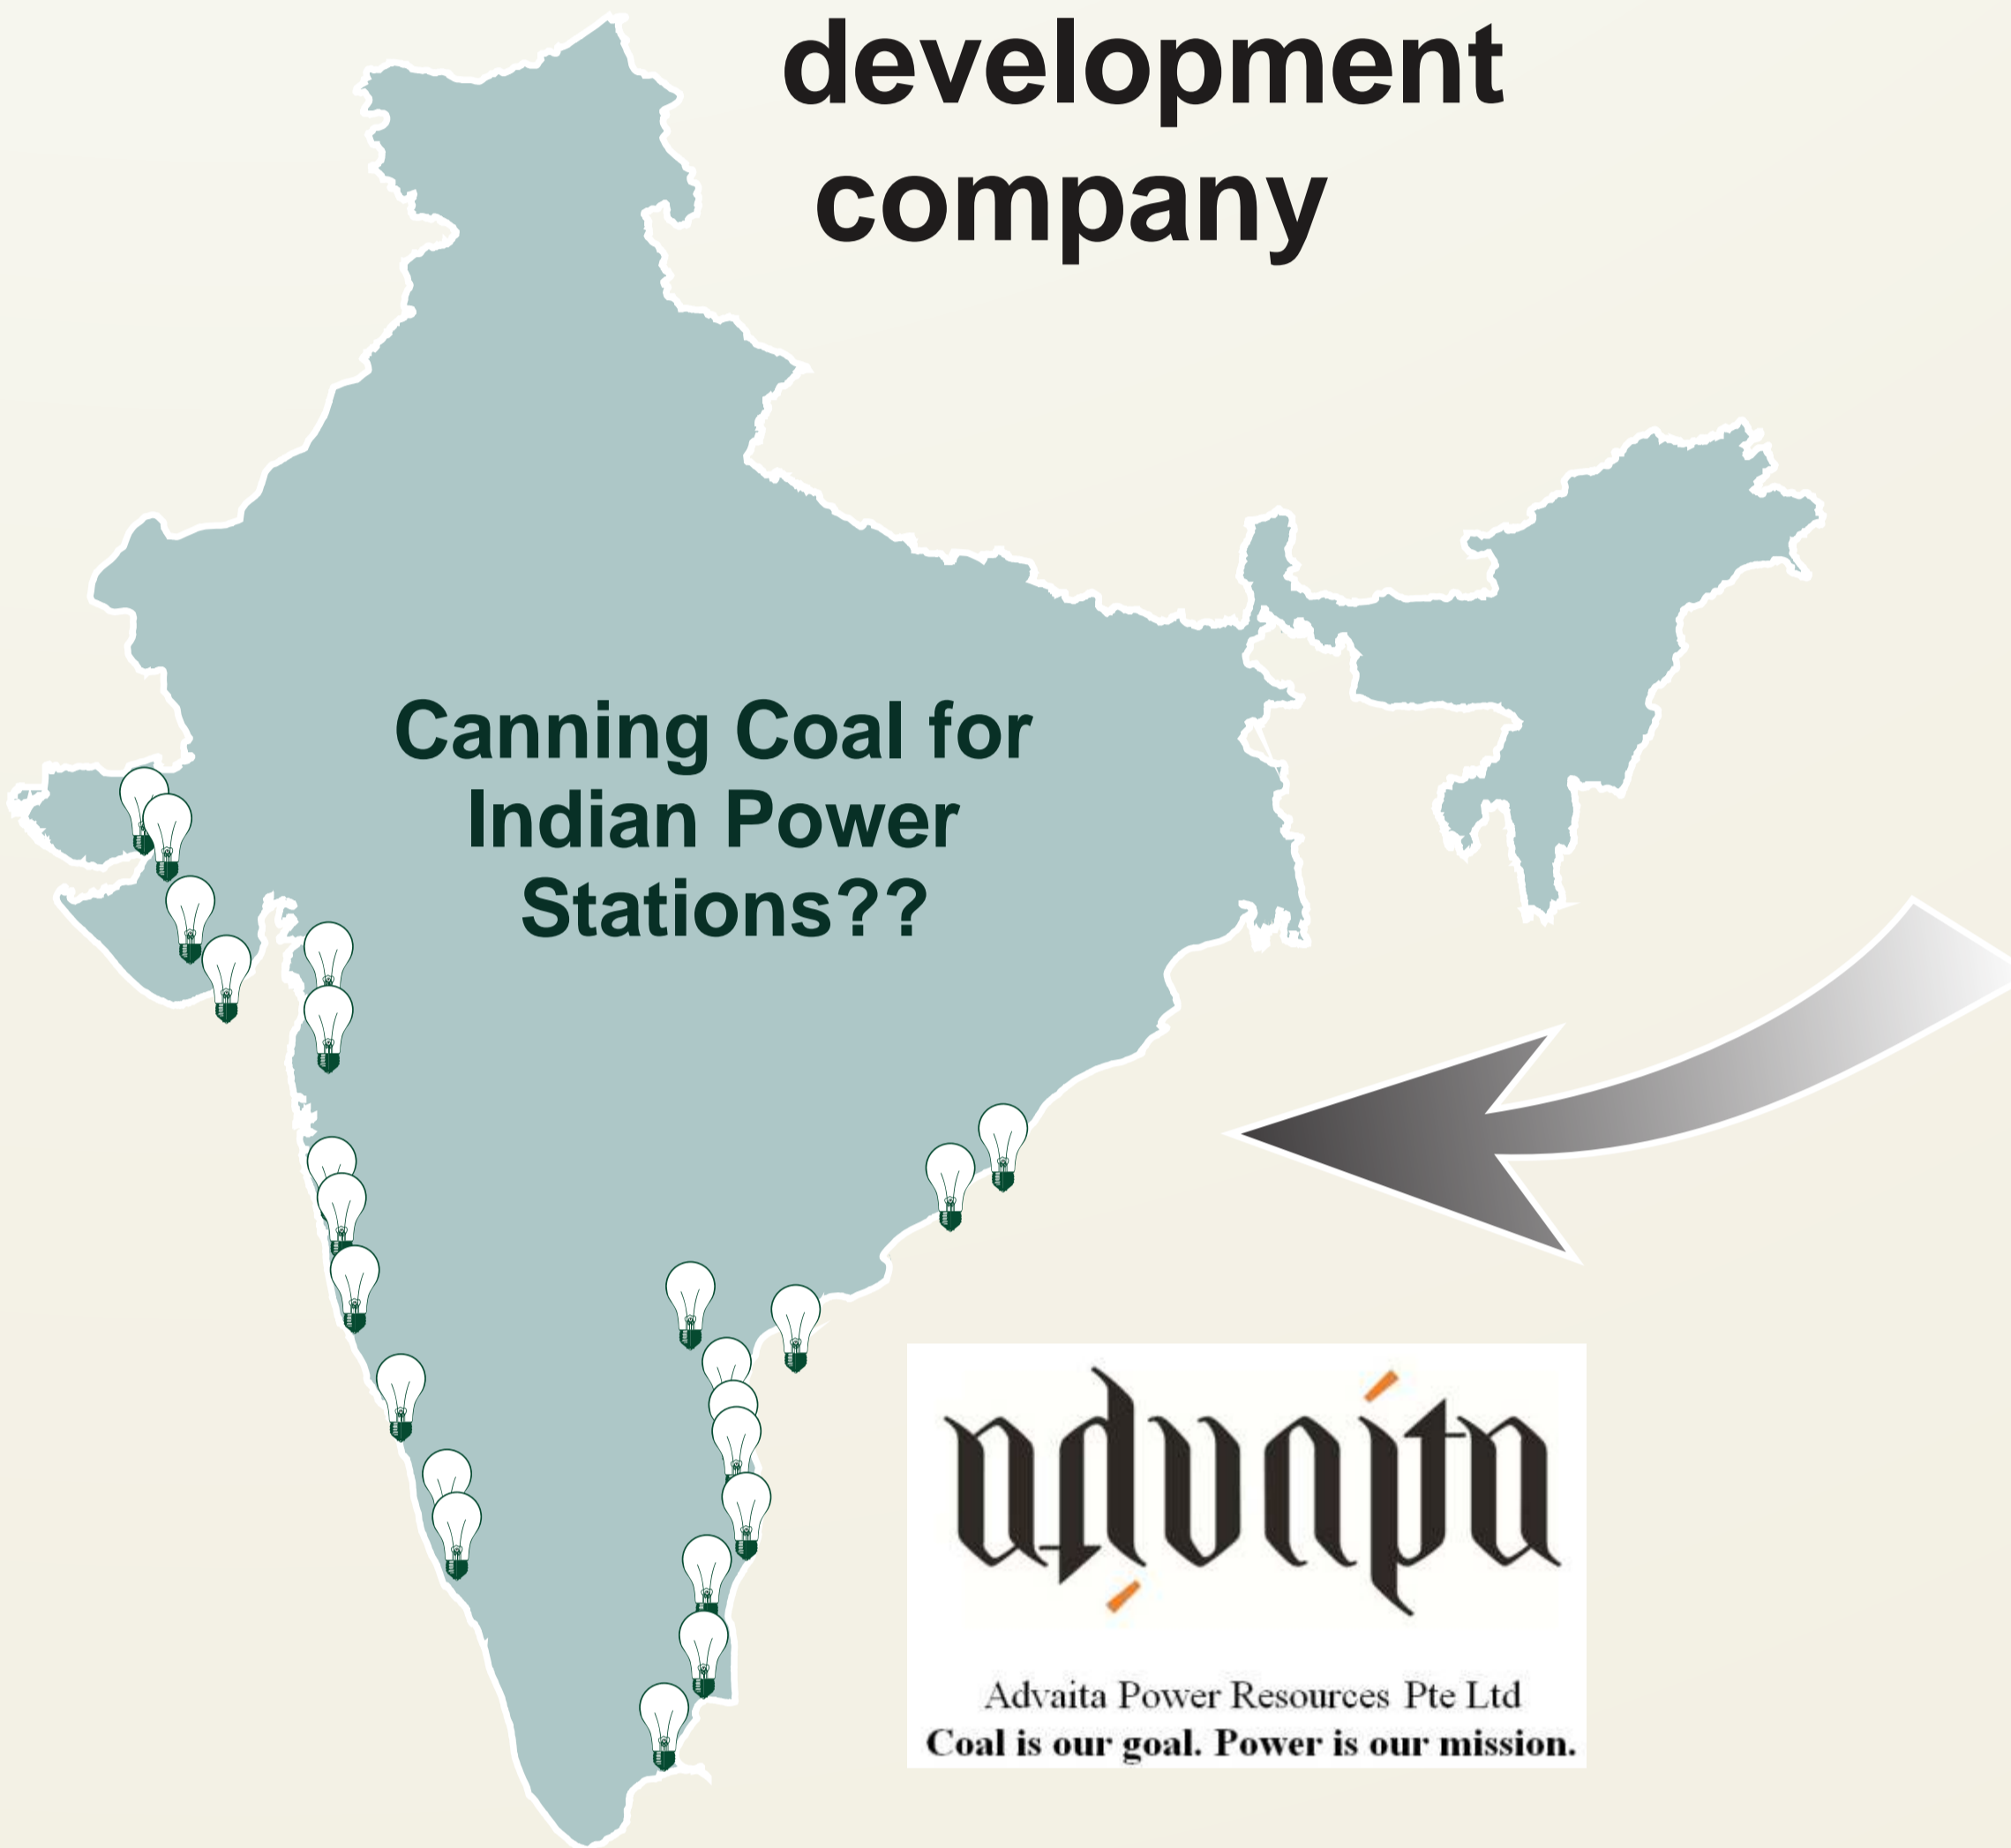 development
company
Canning Coal for
Indian Power
Stations??
advaita
Advaita Power Resources Pte Ltd
Coal is our goal. Power is our mission.